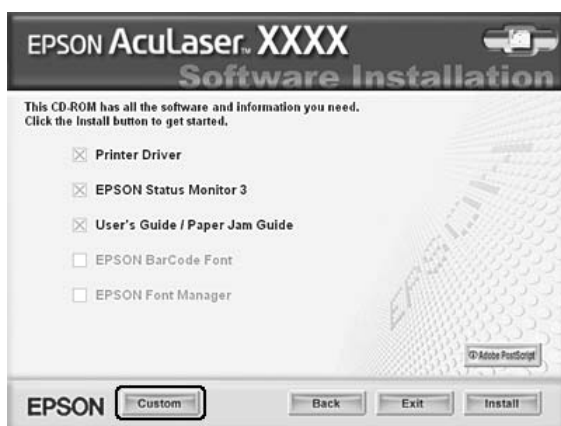 EPSON AcuLaser™ XXXX
Software Installation
This CD-ROM has all the software and information you need.
Click the Install button to get started.
Printer Driver
EPSON Status Monitor 3
User's Guide / Paper Jam Guide
EPSON BarCode Font
EPSON Font Manager
EPSON
Adobe PostScript
EPSON
Custom
Back
Exit
Install